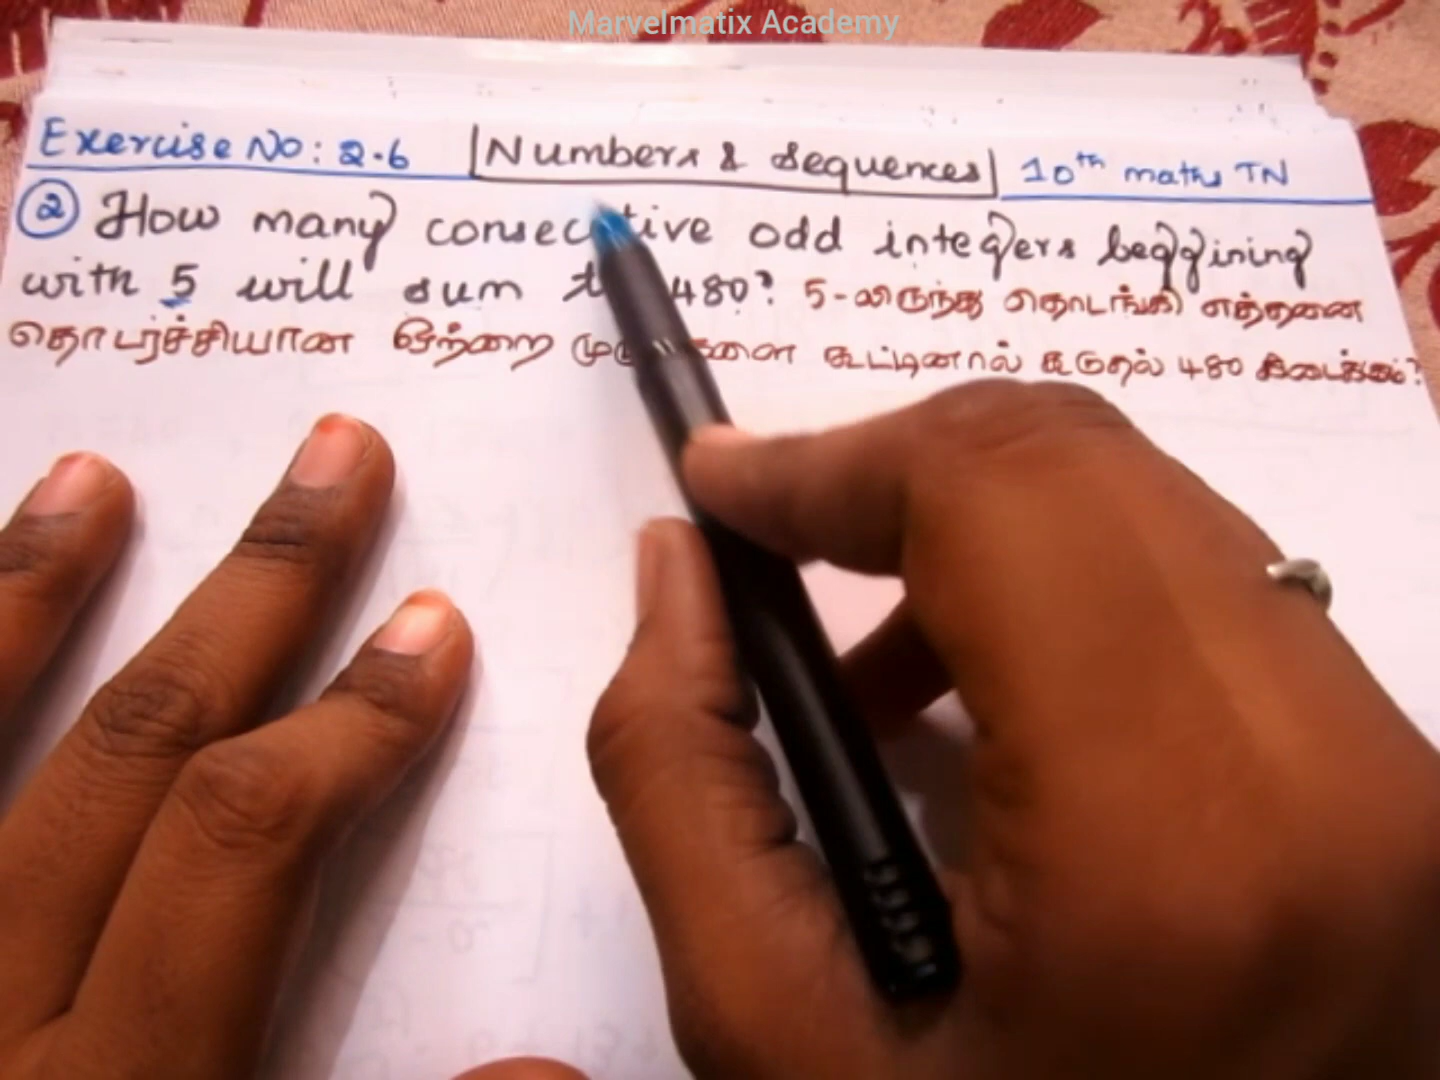 Marvelmatix Academy
Exercise No: 2.6 Numbers & Sequences 10th maths TN
② How many consecutive odd integers beggining
with 5 will sum t 480? 5-லிருந்து தொடங்கி எத்தனை
தொடர்ச்சியான ஒற்றை களை கூட்டினால் கூடுதல் 480 கிடைக்கும்?